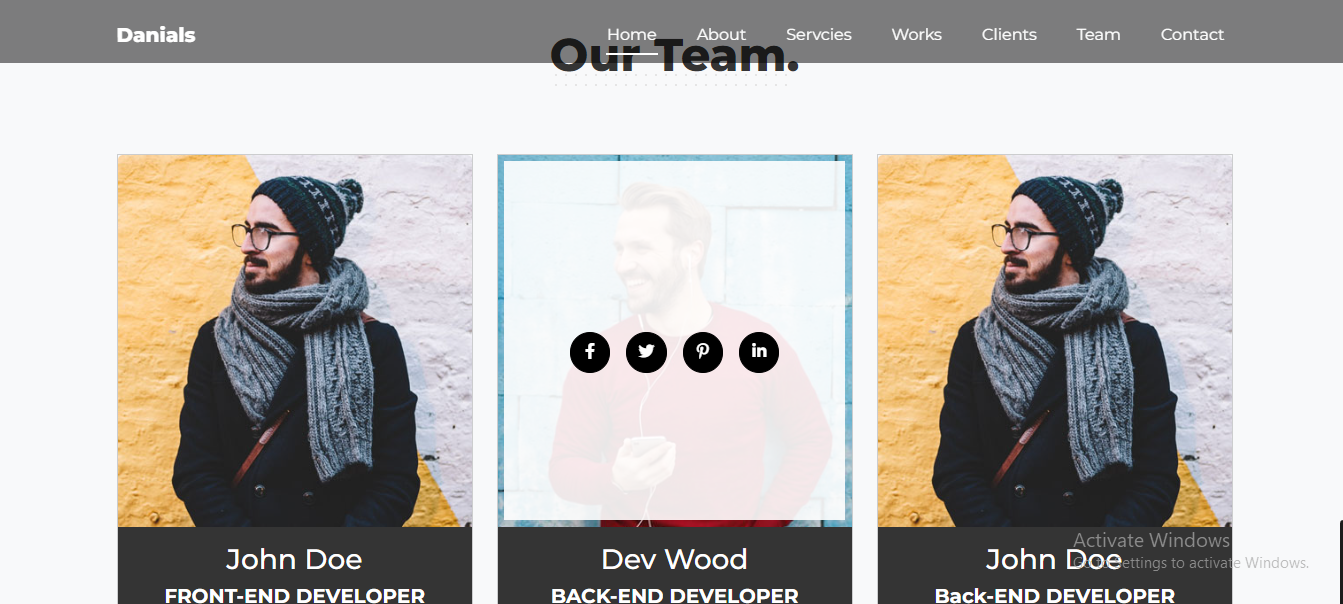 Danials
Home About Servcies Works Clients Team Contact
Our Team.
John Doe
FRONT-END DEVELOPER
Dev Wood
BACK-END DEVELOPER
John Doe
Back-END DEVELOPER
Activate Windows
Go to Settings to activate Windows.